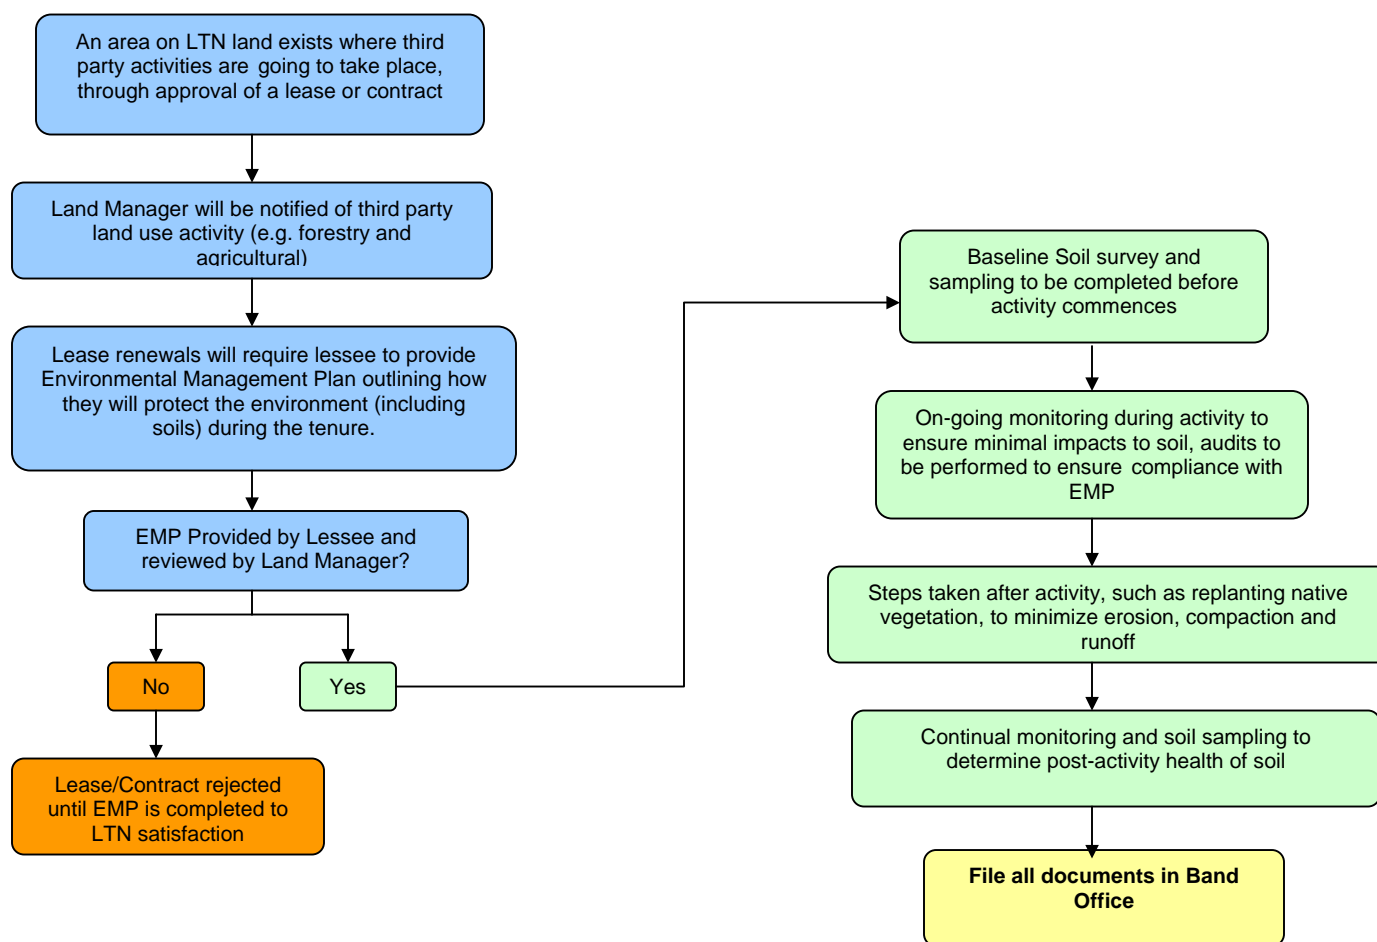 An area on LTN land exists where third
party activities are going to take place,
through approval of a lease or contract
Land Manager will be notified of third party
land use activity (e.g. forestry and
agricultural)
Lease renewals will require lessee to provide
Environmental Management Plan outlining how
they will protect the environment (including
soils) during the tenure.
EMP Provided by Lessee and
reviewed by Land Manager?
No
Yes
Lease/Contract rejected
until EMP is completed to
LTN satisfaction
Baseline Soil survey and
sampling to be completed before
activity commences
On-going monitoring during activity to
ensure minimal impacts to soil, audits to
be performed to ensure compliance with
EMP
Steps taken after activity, such as replanting native
vegetation, to minimize erosion, compaction and
runoff
Continual monitoring and soil sampling to
determine post-activity health of soil
File all documents in Band
Office